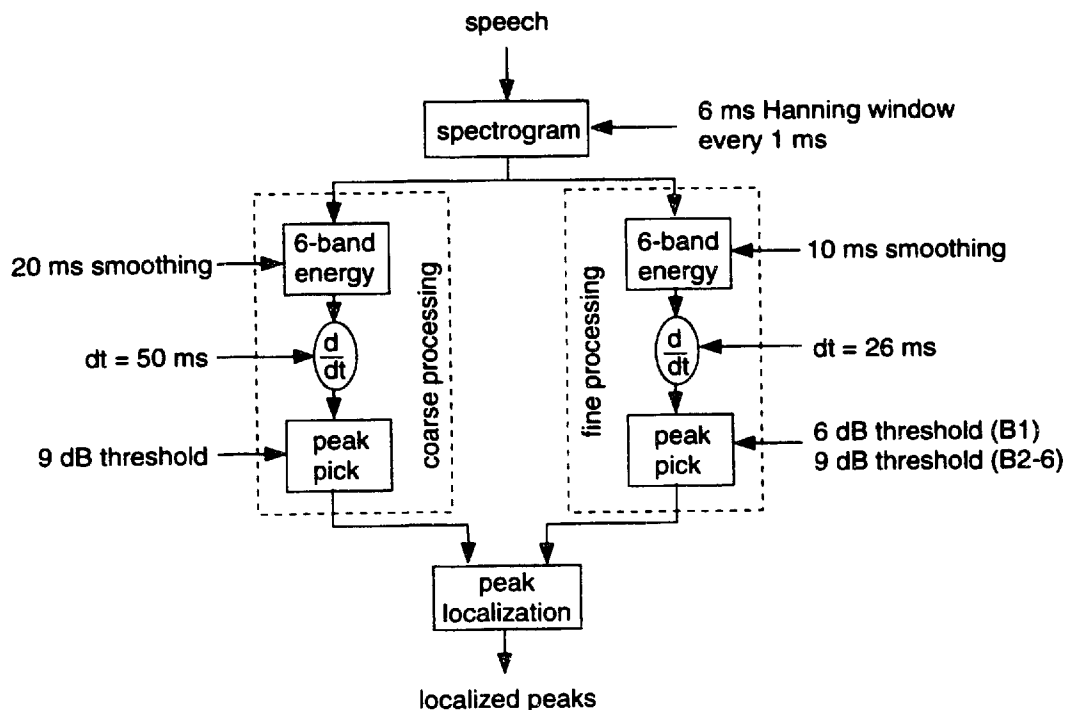 speech
spectrogram
6 ms Hanning window
every 1 ms
6-band
energy
20 ms smoothing
d
dt
dt = 50 ms
peak
pick
9 dB threshold
coarse processing
fine processing
6-band
energy
10 ms smoothing
d
dt
dt = 26 ms
peak
pick
6 dB threshold (B1)
9 dB threshold (B2-6)
peak
localization
localized peaks